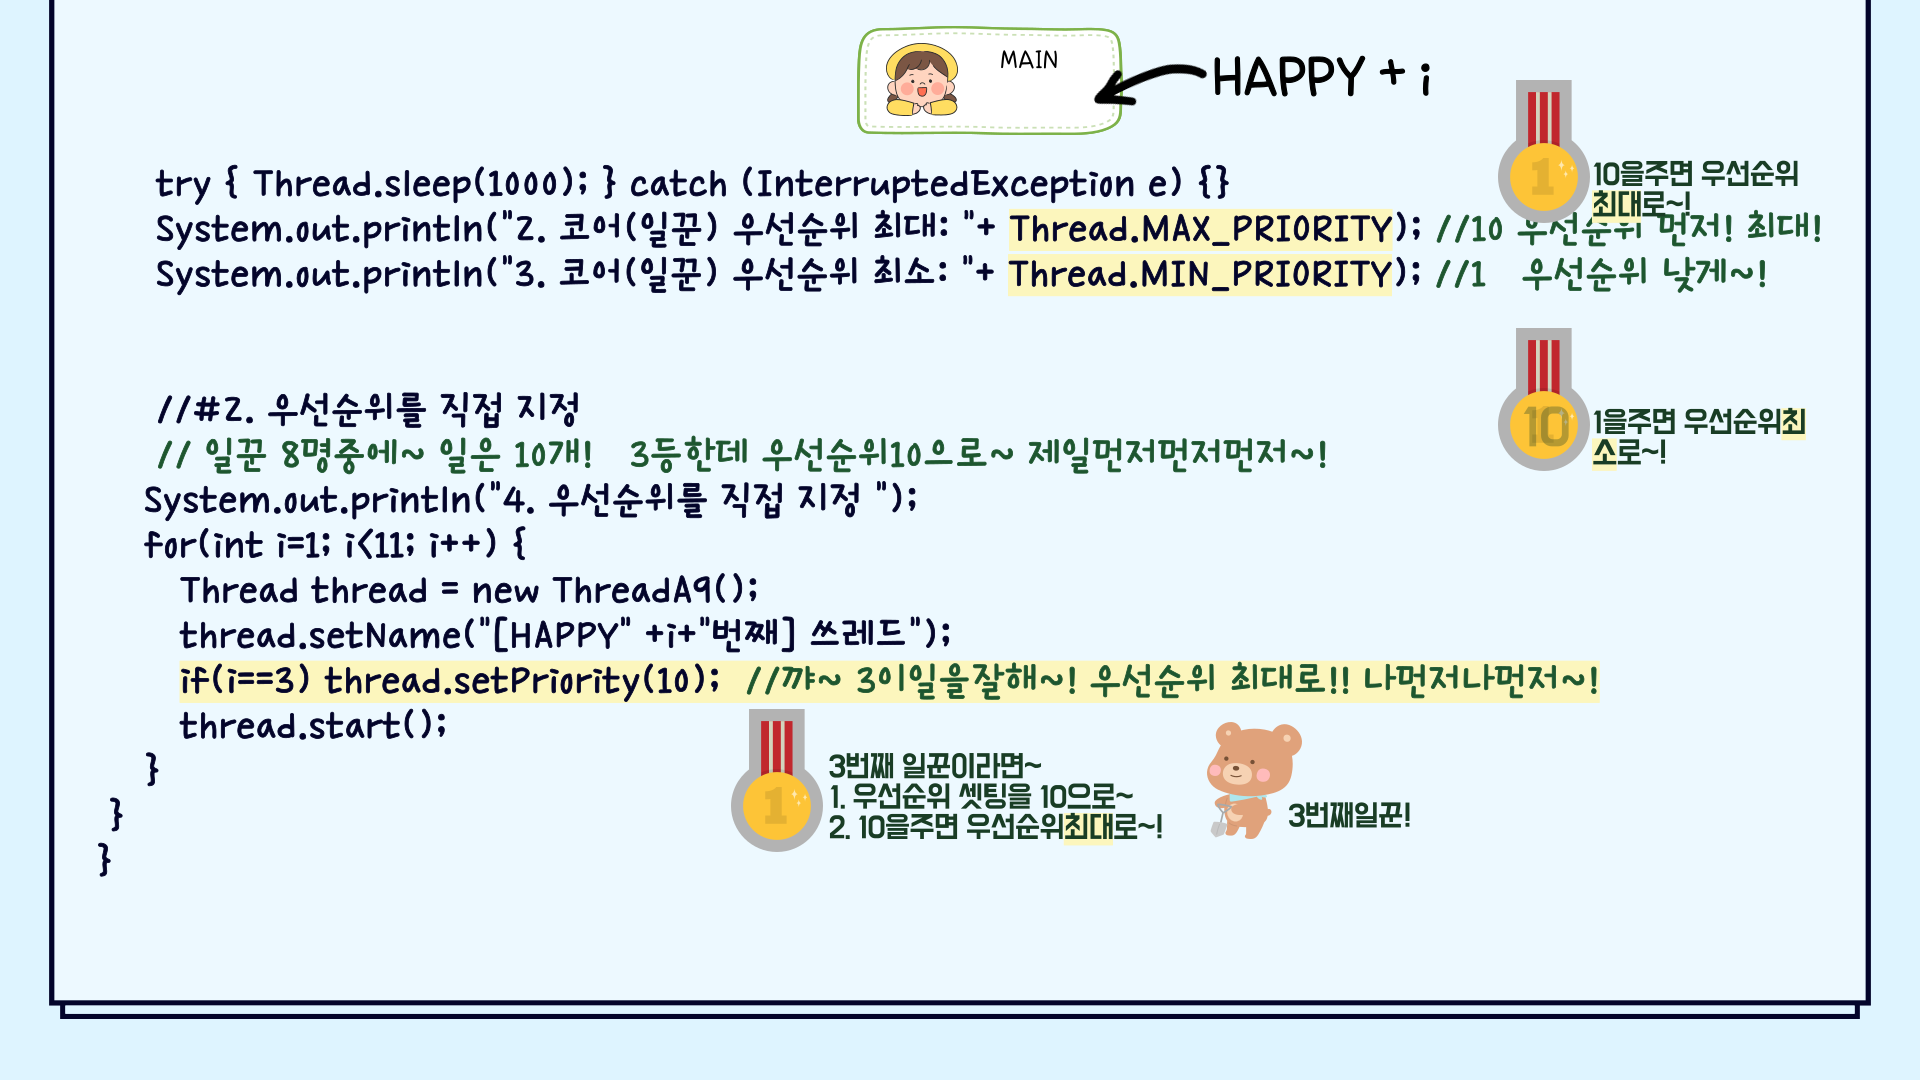 MAIN
HAPPY + i
try { Thread.sleep(1000); } catch (InterruptedException e) {}
10을주면 우선순위
최대로~!
System.out.println("2. 코어(일꾼) 우선순위 최대: "+ Thread.MAX_PRIORITY); //10 우선순위 먼저! 최대!
System.out.println("3. 코어(일꾼) 우선순위 최소: "+ Thread.MIN_PRIORITY); //1 우선순위 낮게~!
1
//#2. 우선순위를 직접 지정
// 일꾼 8명중에~ 일은 10개! 3등한데 우선순위10으로~ 제일먼저먼저먼저~!
10
1을주면 우선순위최
소로~!
System.out.println("4. 우선순위를 직접 지정 ");
for(int i=1; i<11; i++) {
Thread thread = new ThreadA9();
thread.setName("[HAPPY" +i+"번째] 쓰레드");
if(i==3) thread.setPriority(10); //꺄~ 3이일을잘해~! 우선순위 최대로!! 나먼저나먼저~!
thread.start();
}
}
}
1
3번째 일꾼이라면~
1. 우선순위 셋팅을 10으로~
2. 10을주면 우선순위최대로~!
3번째일꾼!